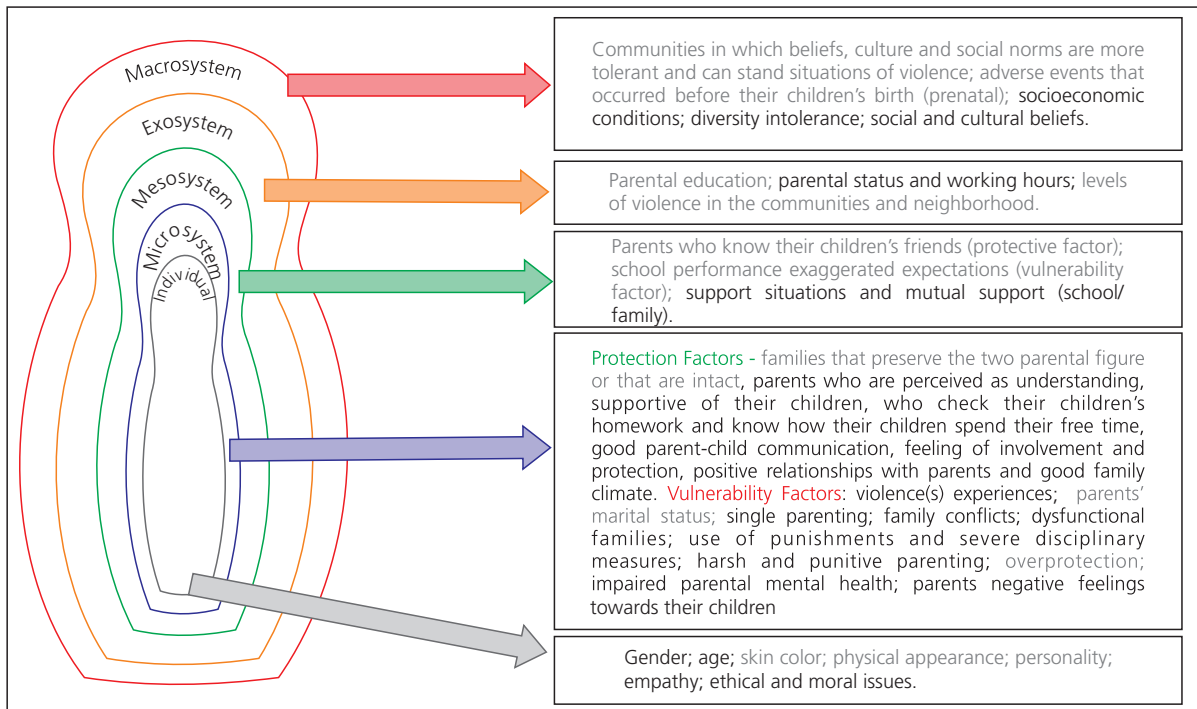 Macrosystem
Exosystem
Mesosystem
Microsystem
Individual
Communities in which beliefs, culture and social norms are more
tolerant and can stand situations of violence; adverse events that
occurred before their children's birth (prenatal); socioeconomic
conditions; diversity intolerance; social and cultural beliefs.
Parental education; parental status and working hours; levels
of violence in the communities and neighborhood.
Parents who know their children's friends (protective factor);
school performance exaggerated expectations (vulnerability
factor); support situations and mutual support (school/
family).
Protection Factors - families that preserve the two parental figure
or that are intact, parents who are perceived as understanding,
supportive of their children, who check their children's
homework and know how their children spend their free time,
good parent-child communication, feeling of involvement and
protection, positive relationships with parents and good family
climate. Vulnerability Factors: violence(s) experiences; parents'
marital status; single parenting; family conflicts; dysfunctional
families; use of punishments and severe disciplinary
measures; harsh and punitive parenting; overprotection;
impaired parental mental health; parents negative feelings
towards their children
Gender; age; skin color; physical appearance; personality;
empathy; ethical and moral issues.